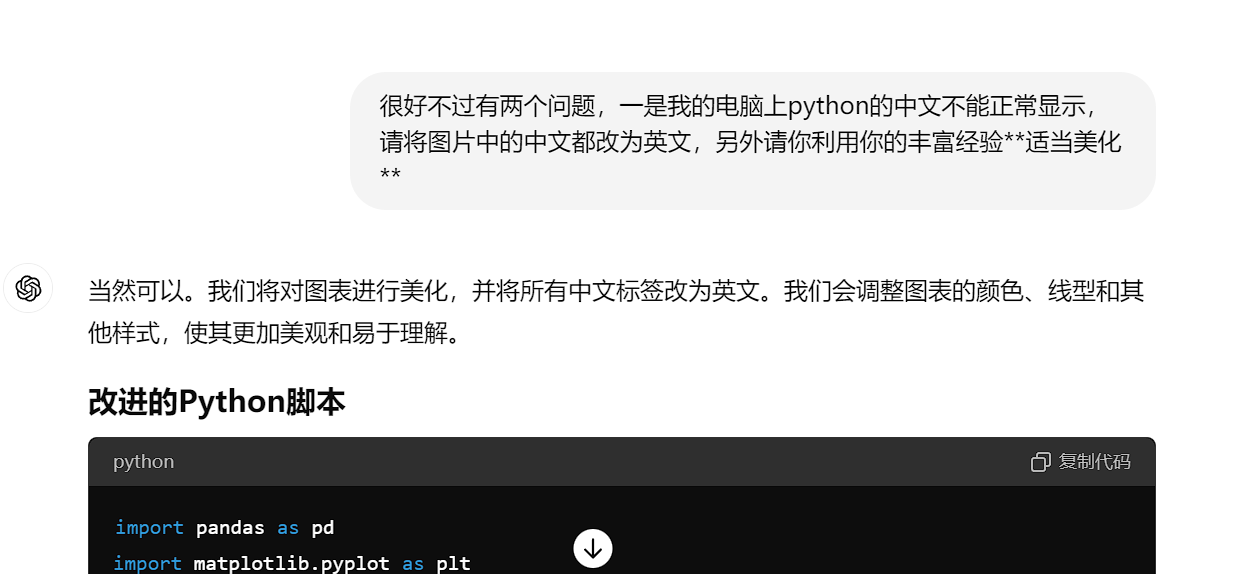 很好不过有两个问题，一是我的电脑上python的中文不能正常显示，
请将图片中的中文都改为英文，另外请你利用你的丰富经验**适当美化
**
当然可以。我们将对图表进行美化，并将所有中文标签改为英文。我们会调整图表的颜色、线型和其
他样式，使其更加美观和易于理解。
改进的Python脚本
python 复制代码
import pandas as pd
import matplotlib.pyplot as plt